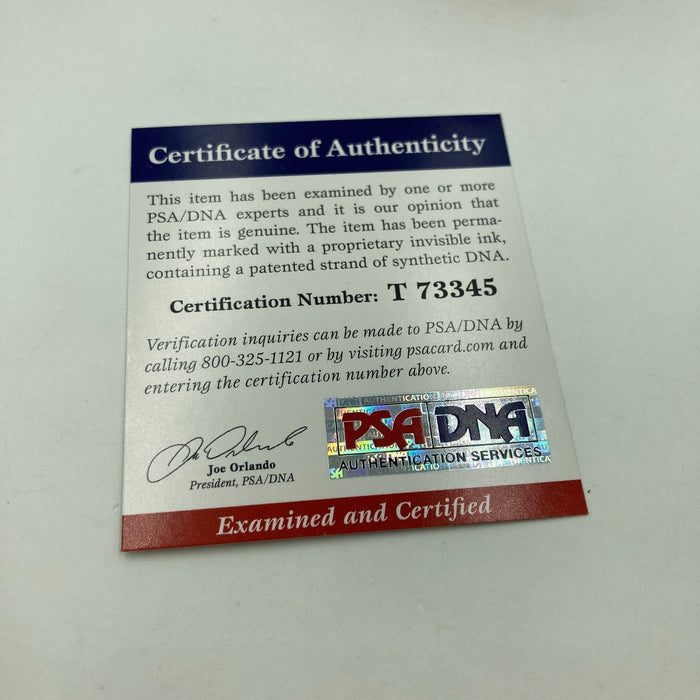 Certificate of Authenticity
This item has been examined by one or more
PSA/DNA experts and it is our opinion that
the item is genuine. The item has been perma-
nently marked with a proprietary invisible ink,
containing a patented strand of synthetic DNA.
Certification Number: T 73345
Verification inquiries can be made to PSA/DNA by
calling 800-325-1121 or by visiting psacard.com and
entering the certification number above.
PSA DNA
AUTHENTICATION SERVICES
Joe Orlando
President, PSA/DNA
Examined and Certified